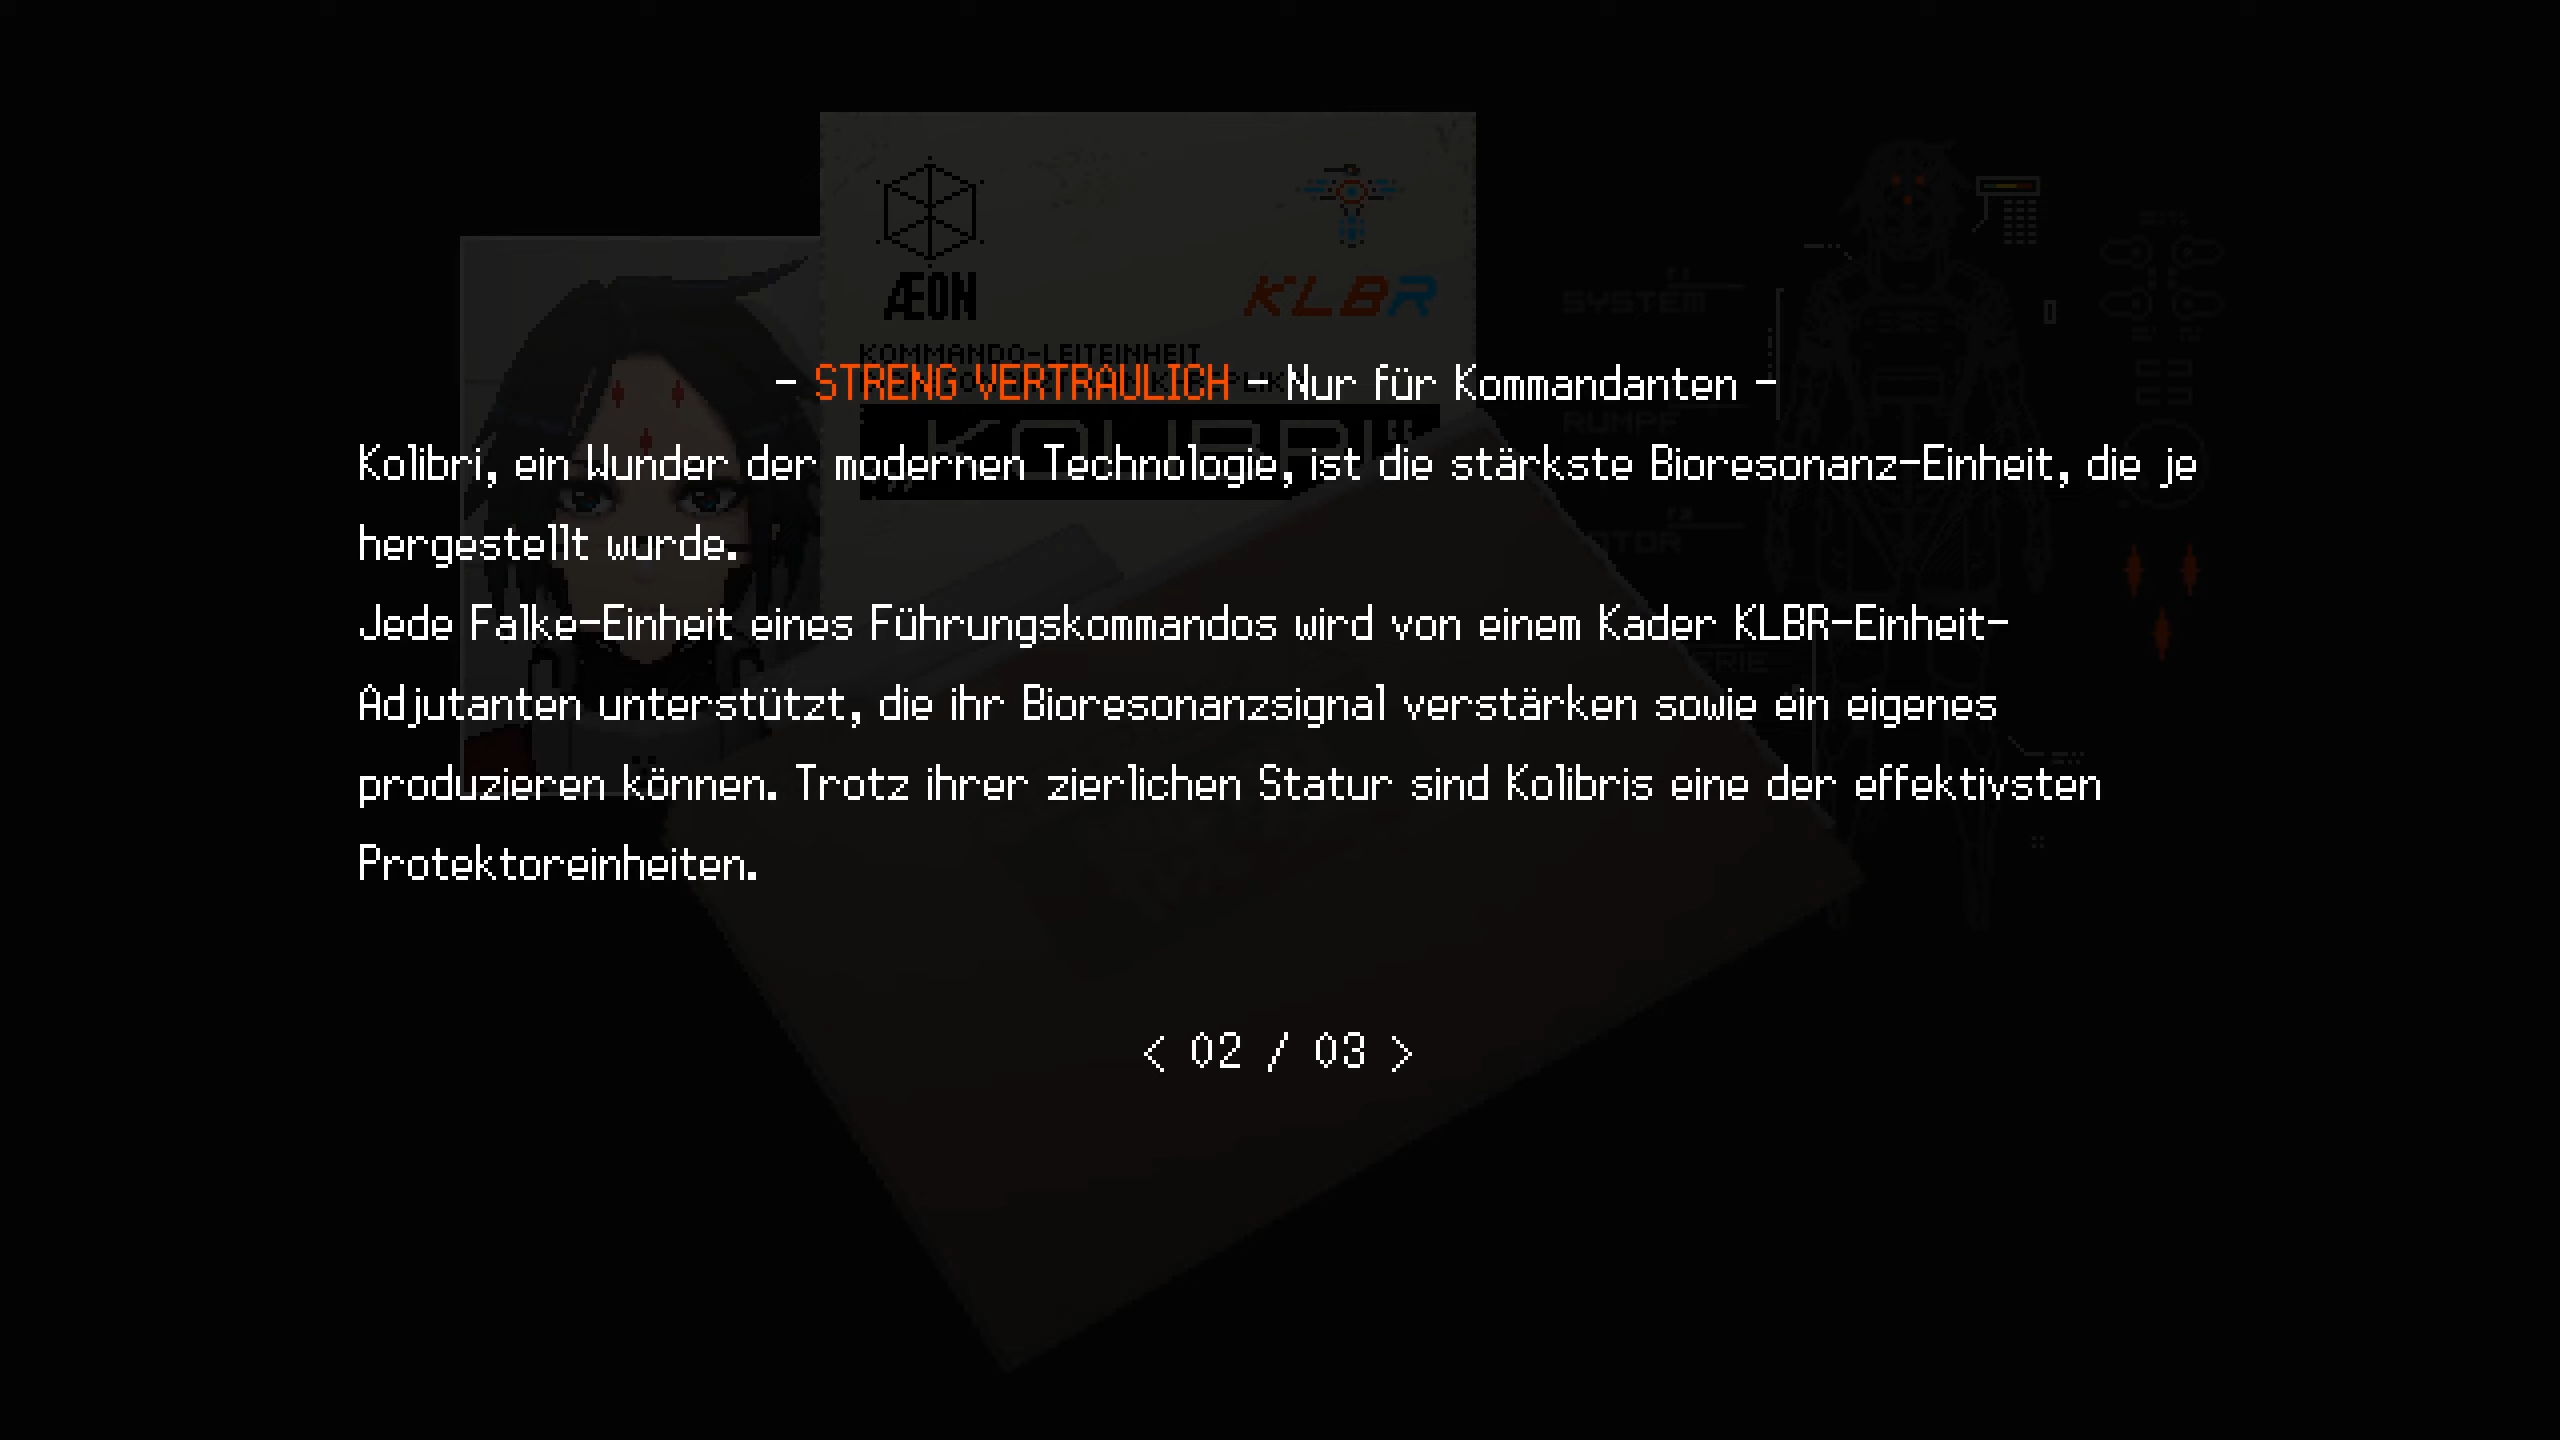 ÆON
KLBR
KOMMANDO-LEITEINHEIT
- STRENG VERTRAULICH - Nur für Kommandanten -
KOLIBRI"
Kolibri, ein Wunder der modernen Technologie, ist die stärkste Bioresonanz-Einheit, die je
hergestellt wurde.
Jede Falke-Einheit eines Führungskommandos wird von einem Kader KLBR-Einheit-
Adjutanten unterstützt, die ihr Bioresonanzsignal verstärken sowie ein eigenes
produzieren können. Trotz ihrer zierlichen Statur sind Kolibris eine der effektivsten
Protektoreinheiten.
SYSTEM
RUMPF
< 02 / 03 >